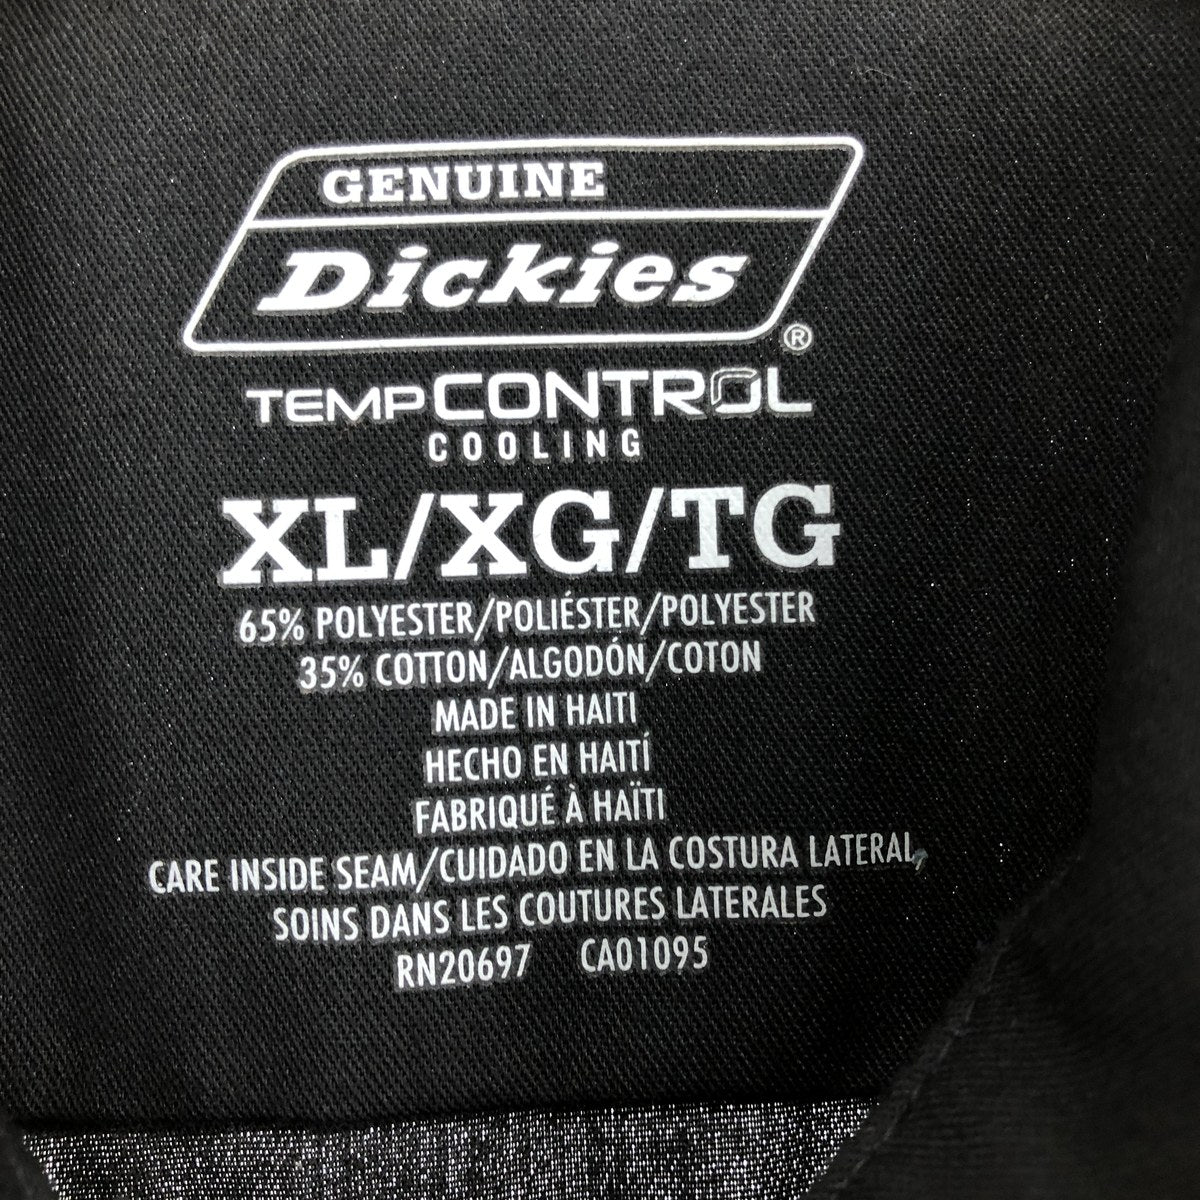 GENUINE
Dickies
®
TEMPCONTROL
COOLING
XL/XG/TG
65% POLYESTER/POLIÉSTER/POLYESTER
35% COTTON/ALGODÓN/COTON
MADE IN HAITI
HECHO EN HAITÍ
FABRIQUÉ À HAÏTI
CARE INSIDE SEAM/CUIDADO EN LA COSTURA LATERAL,
SOINS DANS LES COUTURES LATERALES
RN20697 CA01095